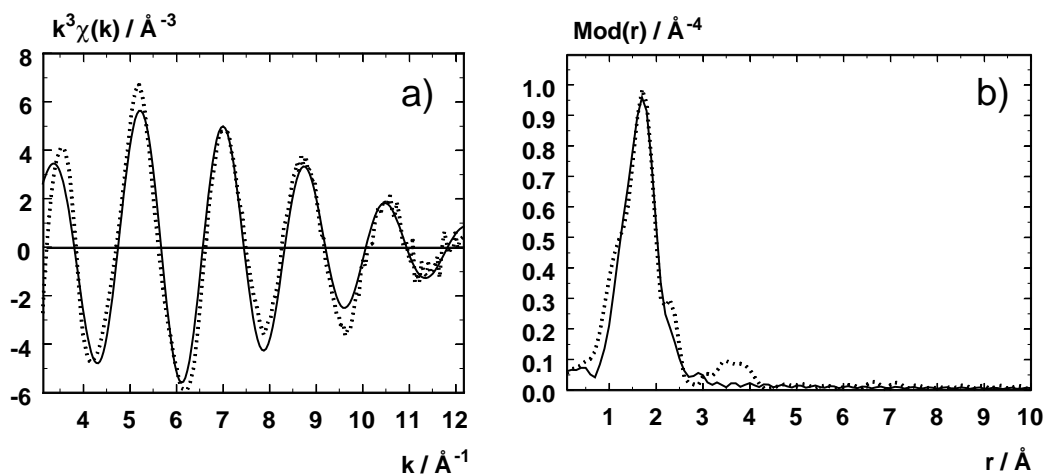 k³χ(k) / Å⁻³
a)
8
6
4
2
0
-2
-4
-6
4 5 6 7 8 9 10 11 12
k / Å⁻¹
Mod(r) / Å⁻⁴
b)
1.0
0.9
0.8
0.7
0.6
0.5
0.4
0.3
0.2
0.1
0.0
1 2 3 4 5 6 7 8 9 10
r / Å